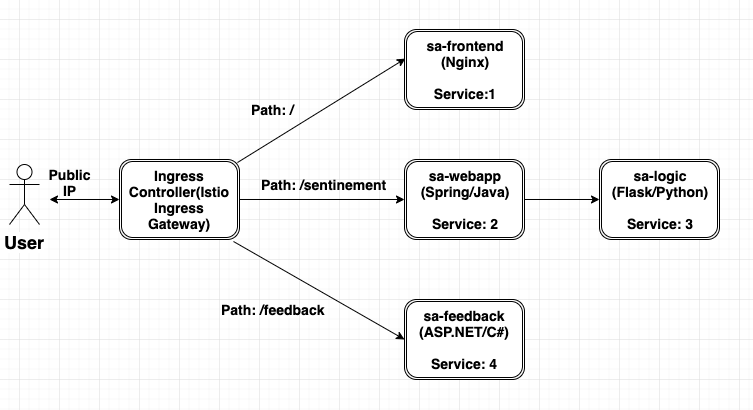 sa-frontend
(Nginx)
Service:1
Path: /
Public
IP
User
Ingress
Controller(Istio
Ingress
Gateway)
Path: /sentinement
sa-webapp
(Spring/Java)
Service: 2
sa-logic
(Flask/Python)
Service: 3
Path: /feedback
sa-feedback
(ASP.NET/C#)
Service: 4